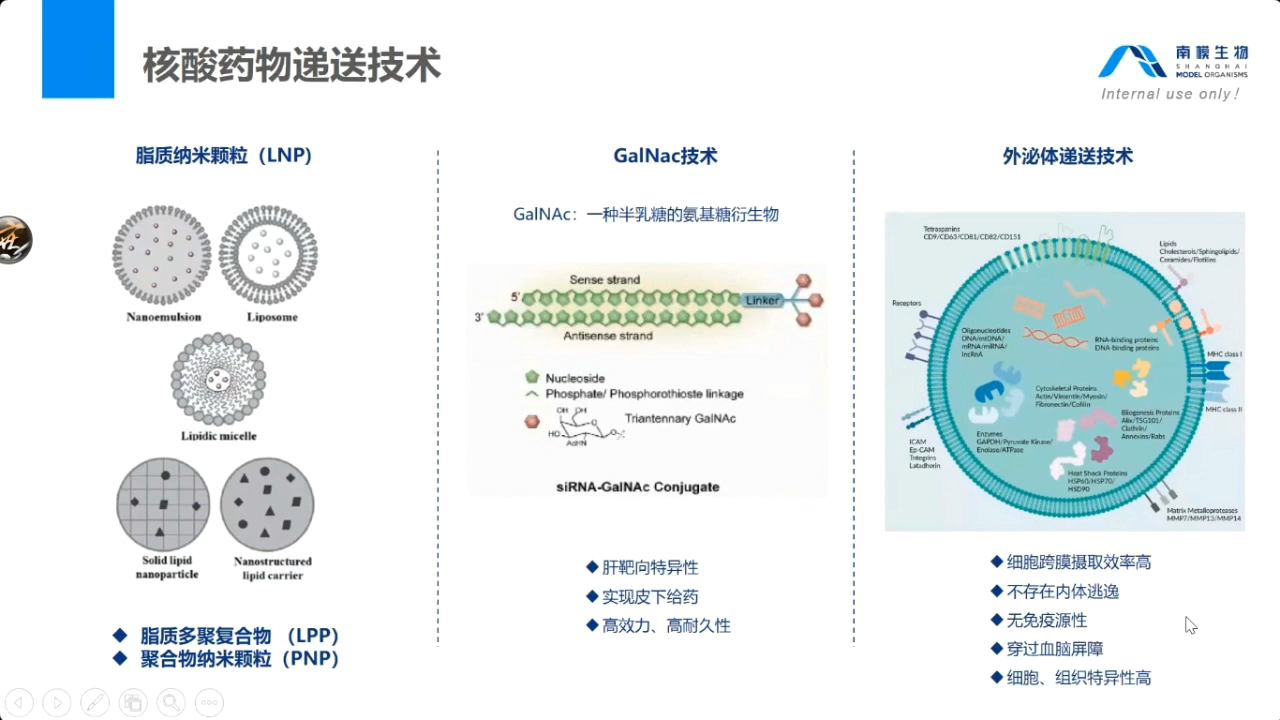 核酸药物递送技术
南模生物
SHANGHAI
MODEL ORGANISMS
Internal use only!
脂质纳米颗粒（LNP)
Nanoemulsion
Liposome
Lipidic micelle
Solid lipid
nanoparticle
Nanostructured
lipid carrier
◆ 脂质多聚复合物 （LPP)
◆ 聚合物纳米颗粒（PNP)
GalNac技术
GalNAc：一种半乳糖的氨基糖衍生物
Sense strand
5'
Linker
3'
Antisense strand
Nucleoside
Phosphate/ Phosphorothioste linkage
OH OH
HO
AcHN
O
O
Triantennary GalNAc
siRNA-GalNAc Conjugate
◆ 肝靶向特异性
◆ 实现皮下给药
◆ 高效力、高耐久性
外泌体递送技术
Tetraspanins
CD9/CD63/CD81/CD82/CD151
Lipids
Cholesterols/Sphingolipids/
Ceramides/Flotilins
Receptors
Oligonucleotides
DNA/mtDNA/
mRNA/miRNA/
lncRNA
RNA-binding proteins
DNA-binding proteins
MHC class I
MHC class II
Cytoskeletal Proteins
Actin/Vimentin/Myosin/
Fibronectin/Cofilin
Biogenesis Proteins
Alix/TSG101/
Clathrin/
Annexins/Rabs
Enzymes
GAPDH/Pyruvate Kinase/
Enolase/ATPase
ICAM
Ep-CAM
Integrins
Latadherin
Heat Shock Proteins
HSP60/HSP70/
HSD90
Matrix Metalloproteases
MMP7/MMP13/MMP14
◆ 细胞跨膜摄取效率高
◆ 不存在内体逃逸
◆ 无免疫源性
◆ 穿过血脑屏障
◆ 细胞、组织特异性高